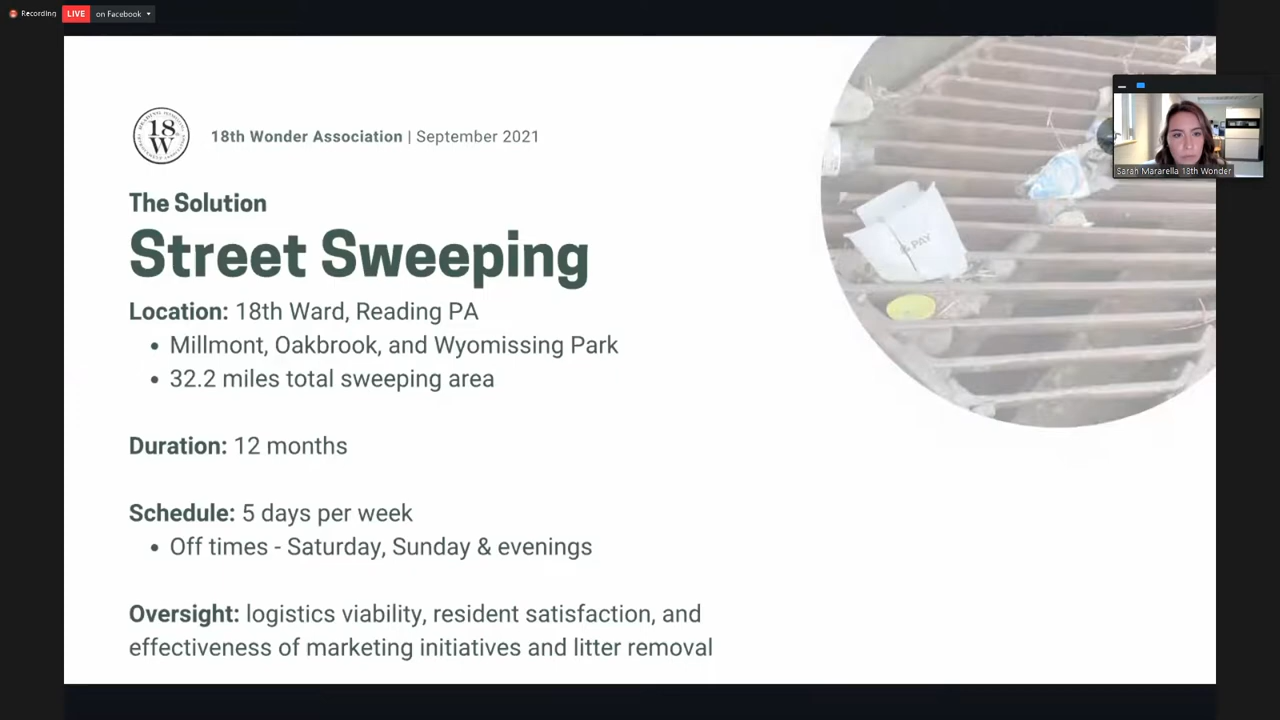 Recording LIVE on Facebook
18 W
18th Wonder Association | September 2021
The Solution
Street Sweeping
Location: 18th Ward, Reading PA
• Millmont, Oakbrook, and Wyomissing Park
• 32.2 miles total sweeping area
Duration: 12 months
Schedule: 5 days per week
• Off times - Saturday, Sunday & evenings
Oversight: logistics viability, resident satisfaction, and
effectiveness of marketing initiatives and litter removal
PAY
Sarah Mararella 18th Wonder